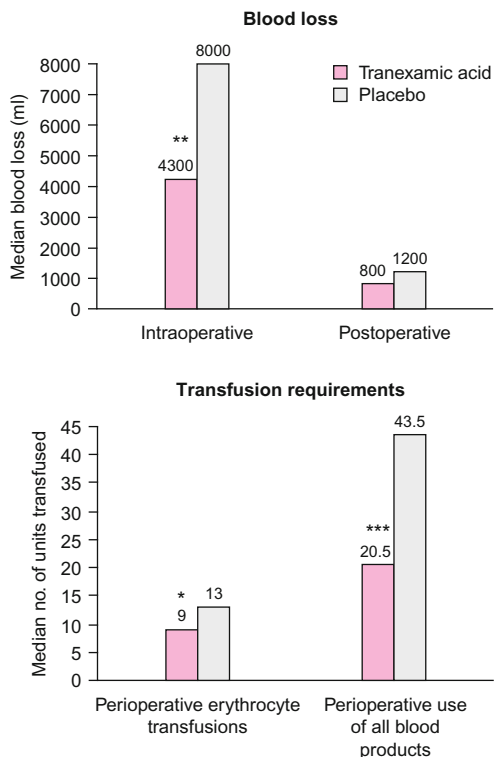 Blood loss
Median blood loss (ml)
8000
7000
6000
5000
4000
3000
2000
1000
0
Tranexamic acid
Placebo
**
4300
8000
800
1200
Intraoperative
Postoperative
Transfusion requirements
Median no. of units transfused
45
40
35
30
25
20
15
10
5
0
*
9
13
***
20.5
43.5
Perioperative erythrocyte
transfusions
Perioperative use
of all blood
products